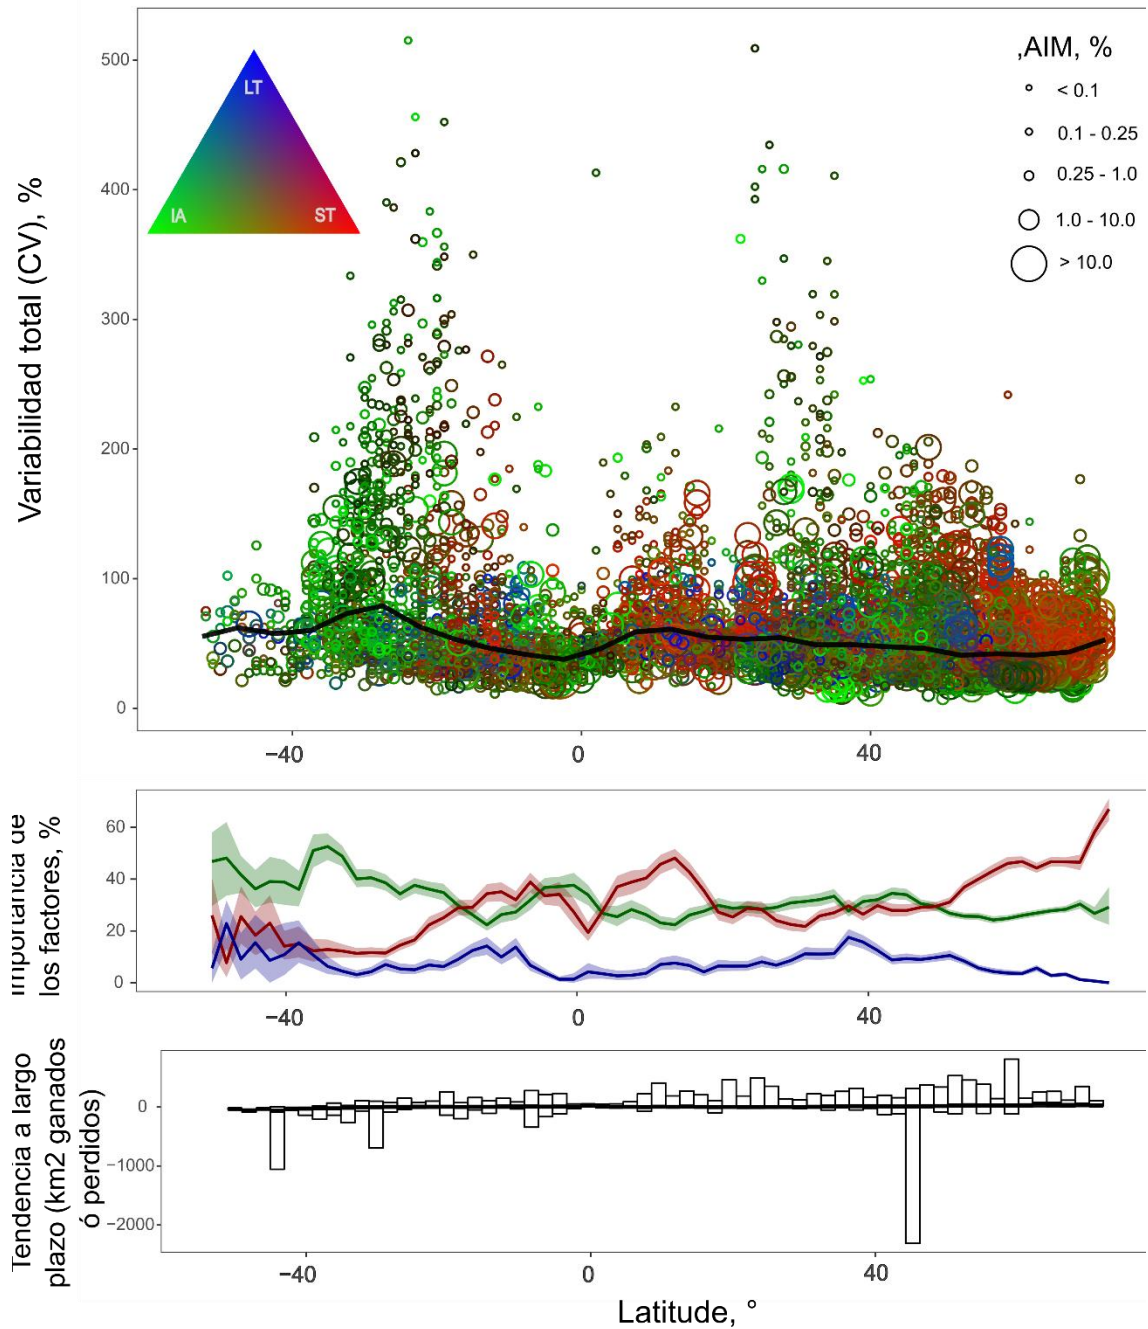 Variabilidad total (CV), %
500
400
300
200
100
0
LT
IA
ST
,AIM, %
< 0.1
0.1 - 0.25
0.25 - 1.0
1.0 - 10.0
> 10.0
−40
0
40
Importancia de
los factores, %
60
40
20
0
−40
0
40
Tendencia a largo
plazo (km2 ganados
ó perdidos)
0
−1000
−2000
−40
0
40
Latitude, °